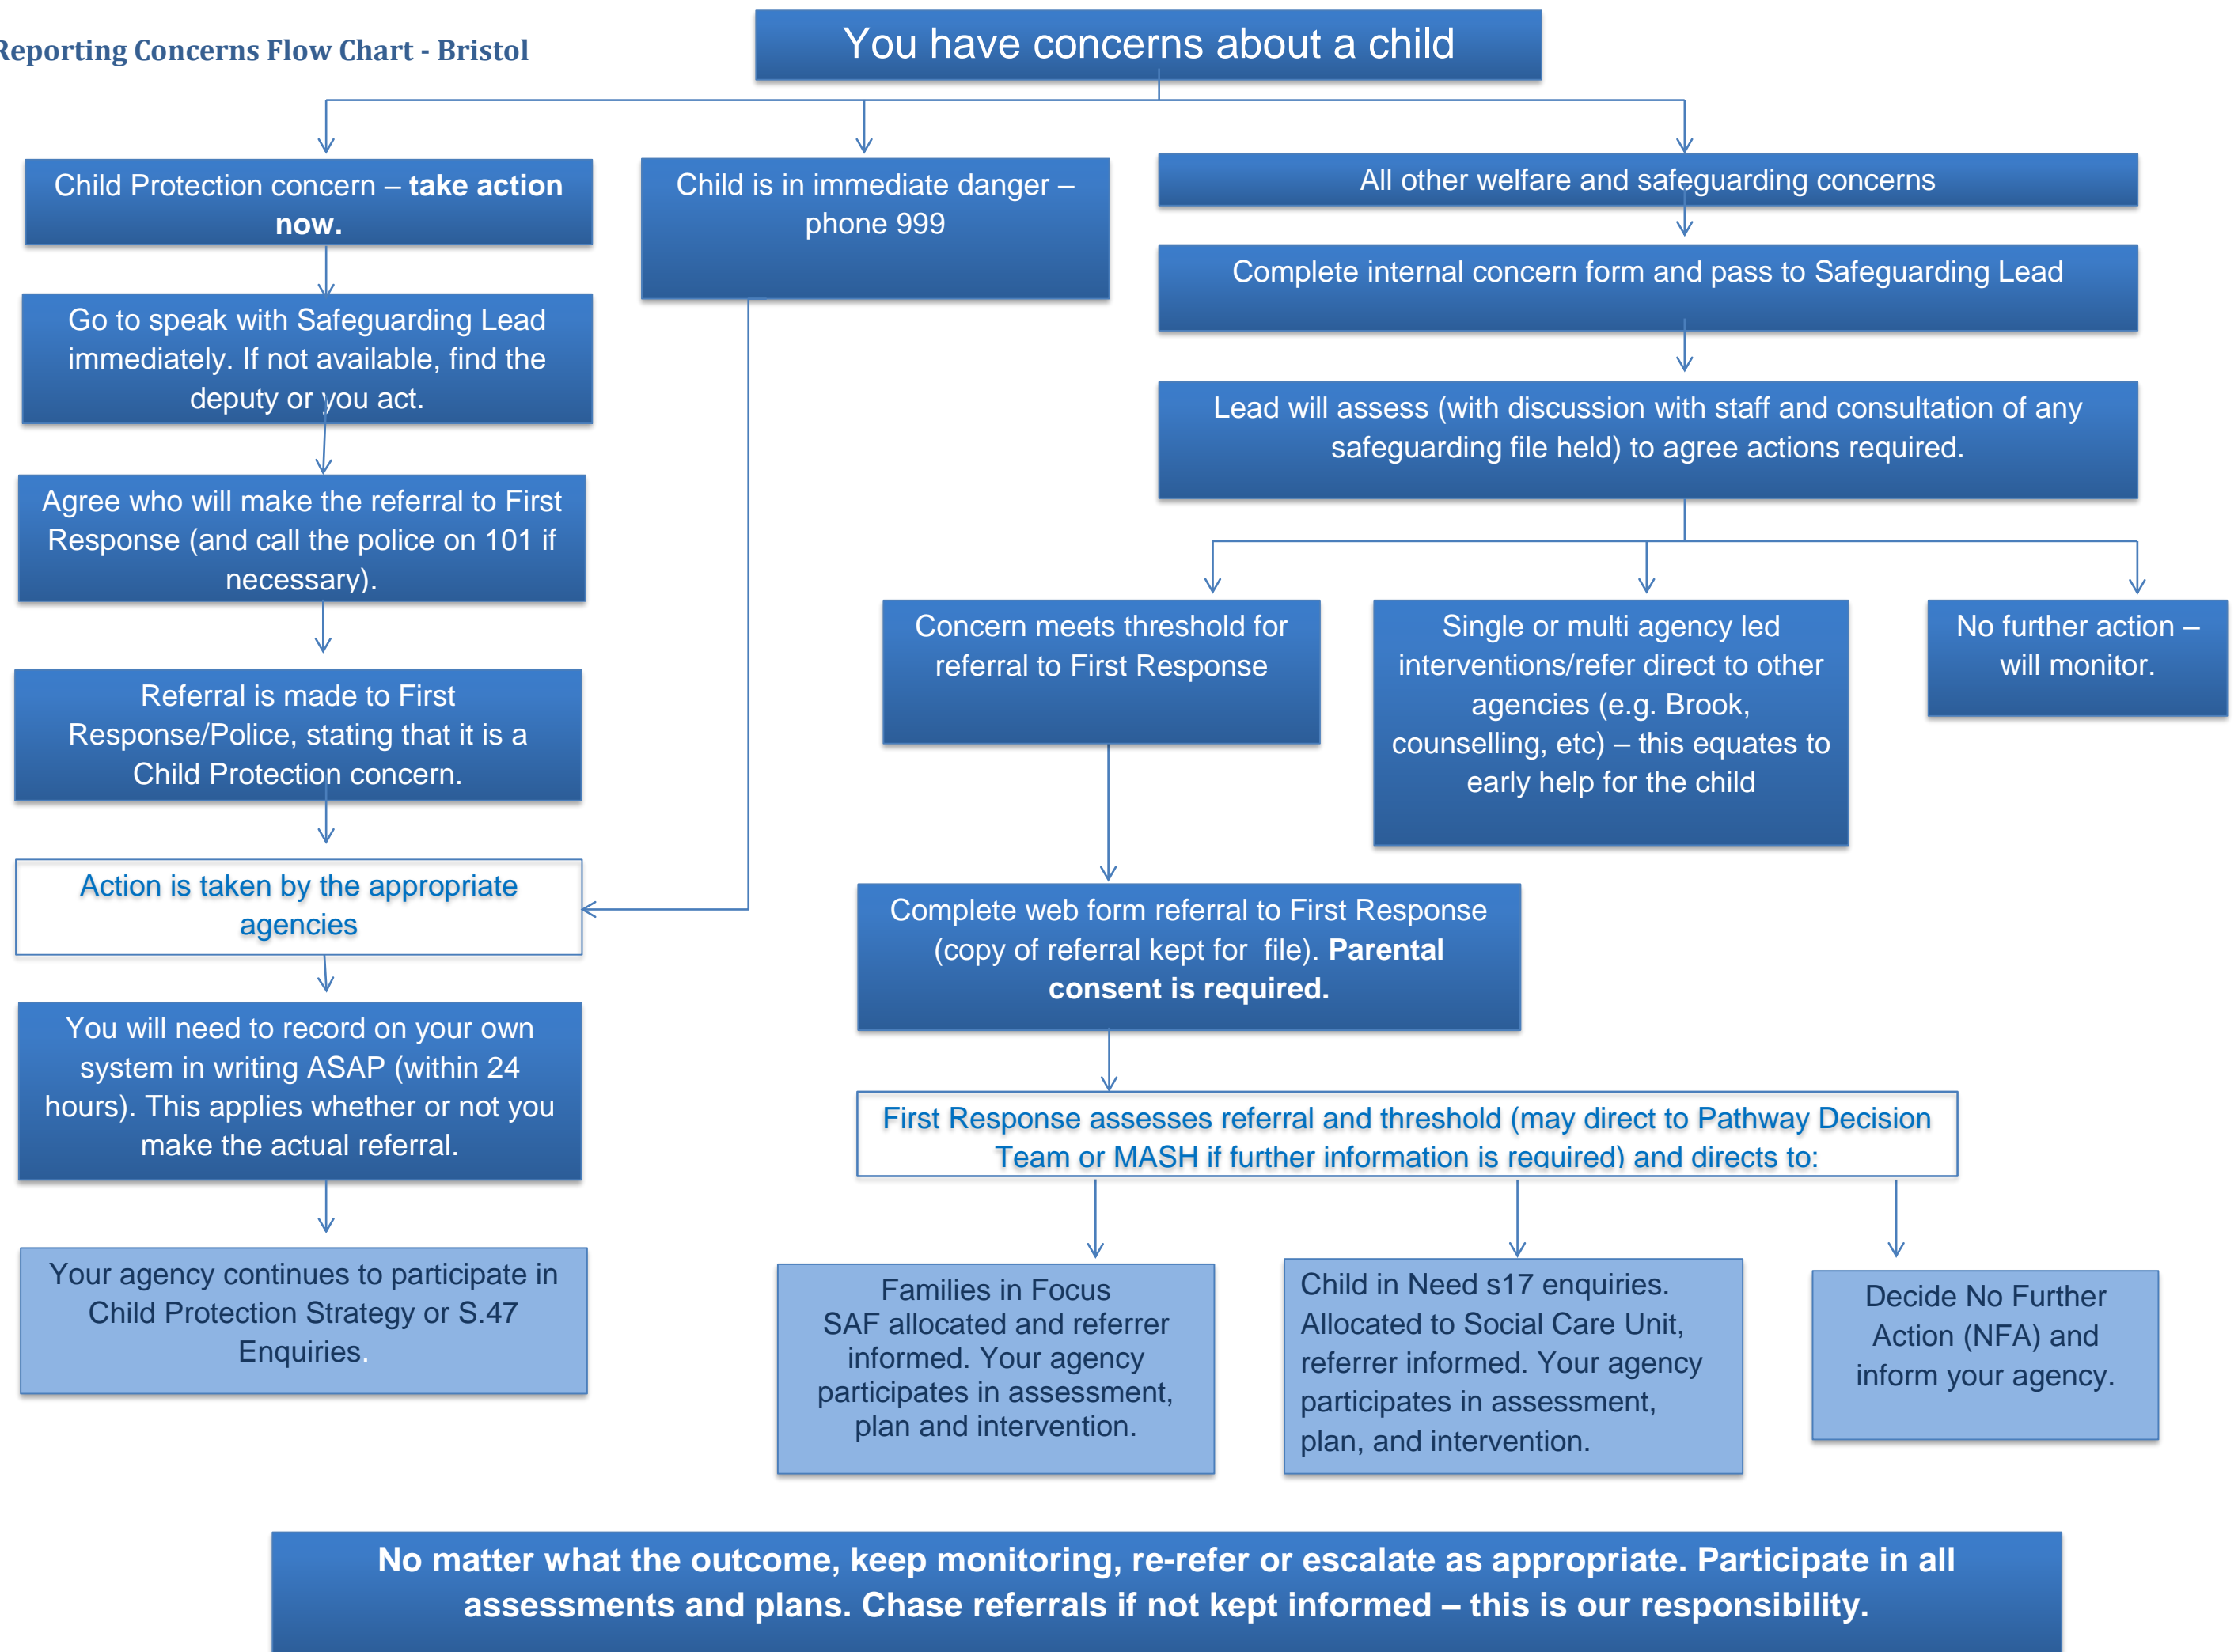 Reporting Concerns Flow Chart - Bristol
You have concerns about a child
Child Protection concern – take action
now.
Child is in immediate danger –
phone 999
All other welfare and safeguarding concerns
Go to speak with Safeguarding Lead
immediately. If not available, find the
deputy or you act.
Complete internal concern form and pass to Safeguarding Lead
Lead will assess (with discussion with staff and consultation of any
safeguarding file held) to agree actions required.
Agree who will make the referral to First
Response (and call the police on 101 if
necessary).
Concern meets threshold for
referral to First Response
Single or multi agency led
interventions/refer direct to other
agencies (e.g. Brook,
counselling, etc) – this equates to
early help for the child
No further action –
will monitor.
Referral is made to First
Response/Police, stating that it is a
Child Protection concern.
Action is taken by the appropriate
agencies
Complete web form referral to First Response
(copy of referral kept for file). Parental
consent is required.
You will need to record on your own
system in writing ASAP (within 24
hours). This applies whether or not you
make the actual referral.
First Response assesses referral and threshold (may direct to Pathway Decision
Team or MASH if further information is required) and directs to:
Your agency continues to participate in
Child Protection Strategy or S.47
Enquiries.
Families in Focus
SAF allocated and referrer
informed. Your agency
participates in assessment,
plan and intervention.
Child in Need s17 enquiries.
Allocated to Social Care Unit,
referrer informed. Your agency
participates in assessment,
plan, and intervention.
Decide No Further
Action (NFA) and
inform your agency.
No matter what the outcome, keep monitoring, re-refer or escalate as appropriate. Participate in all
assessments and plans. Chase referrals if not kept informed – this is our responsibility.